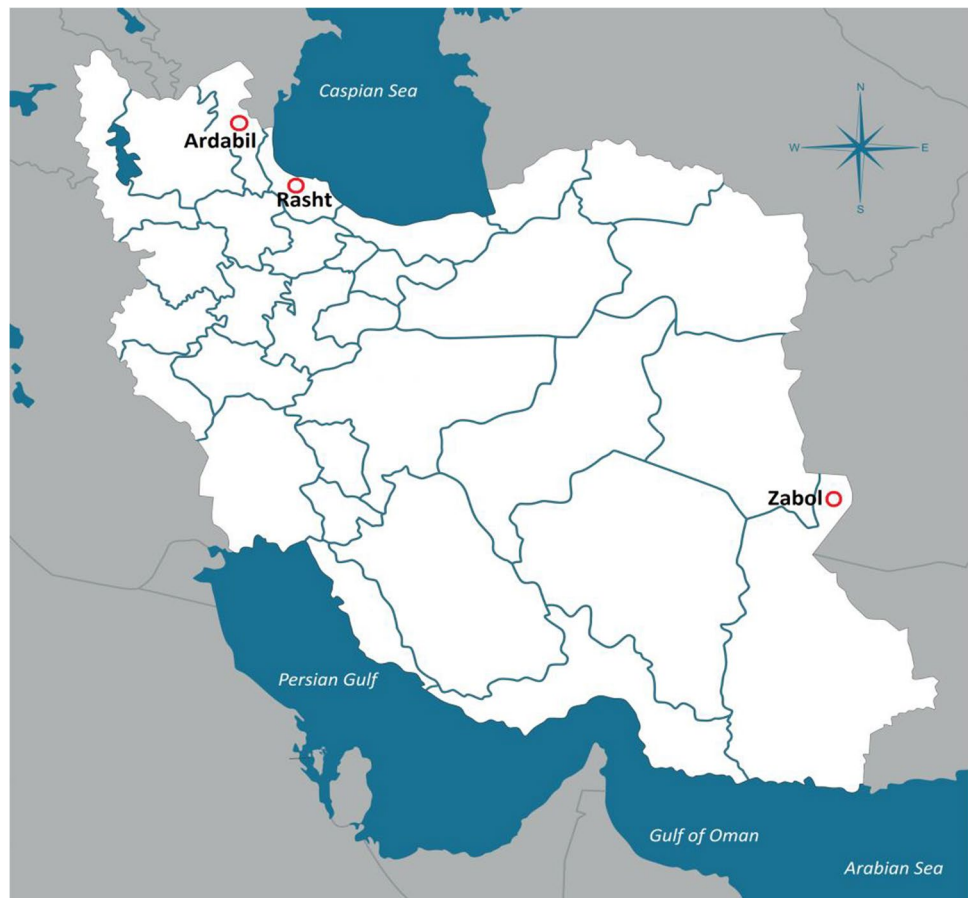 Caspian Sea
N
W
E
S
Ardabil
Rasht
Zabol
Persian Gulf
Gulf of Oman
Arabian Sea